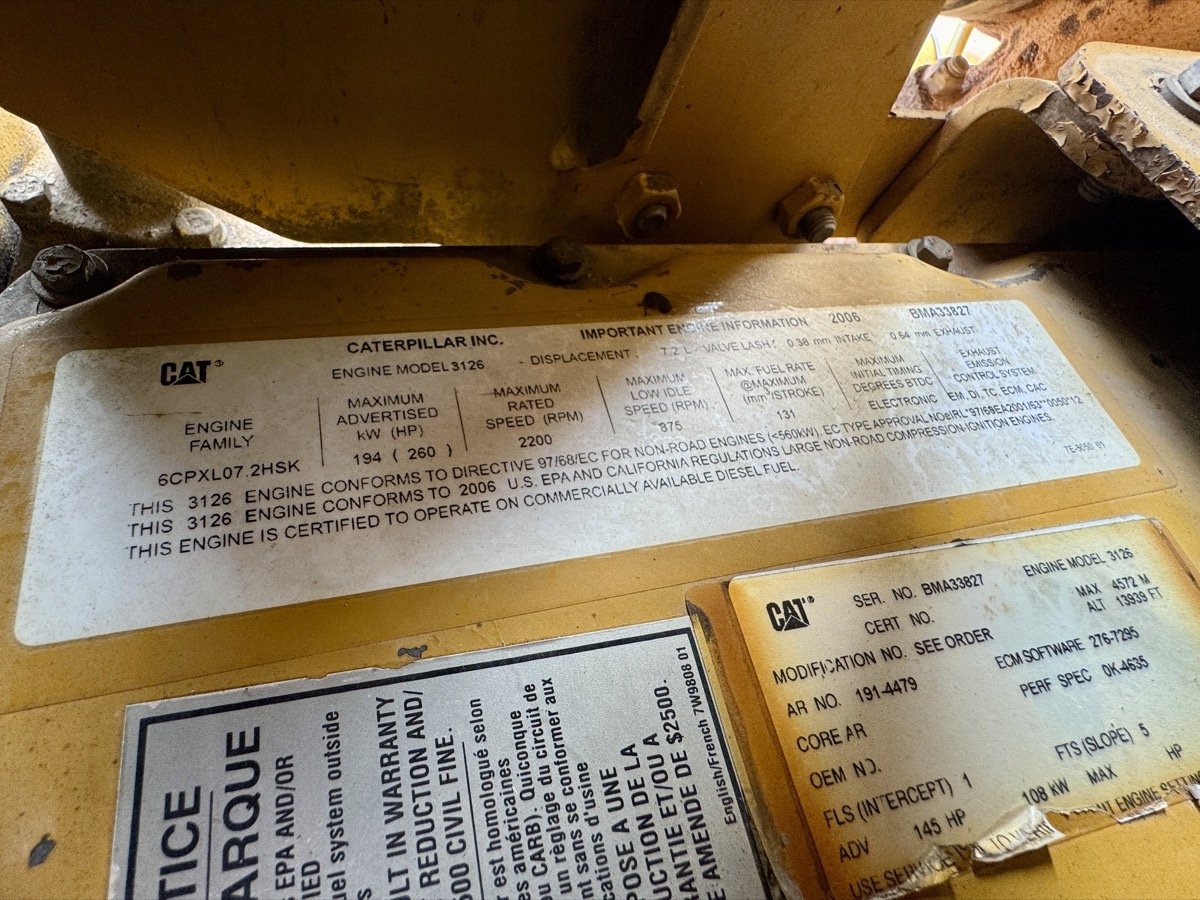 CAT
CATERPILLAR INC. IMPORTANT ENGINE INFORMATION 2006 BMA33827
ENGINE MODEL 3126 DISPLACEMENT: 7.2 L VALVE LASH: 0.38 mm INTAKE 0.64 mm EXHAUST
ENGINE FAMILY
6CPXL07.2HSK
MAXIMUM ADVERTISED kW (HP)
194 ( 260 )
MAXIMUM RATED SPEED (RPM)
2200
MAXIMUM LOW IDLE SPEED (RPM)
875
MAX. FUEL RATE @MAXIMUM (mm³/STROKE)
131
MAXIMUM INITIAL TIMING DEGREES BTDC
ELECTRONIC
EXHAUST EMISSION CONTROL SYSTEM
EM, DI, TC, ECM, CAC
THIS 3126 ENGINE CONFORMS TO DIRECTIVE 97/68/EC FOR NON-ROAD ENGINES (<560kW). EC TYPE APPROVAL NO
THIS 3126 ENGINE CONFORMS TO 2006 U.S. EPA AND CALIFORNIA REGULATIONS LARGE NON-ROAD COMPRESSION-IGNITION ENGINES.
THIS ENGINE IS CERTIFIED TO OPERATE ON COMMERCIALLY AVAILABLE DIESEL FUEL.
CAT
SER. NO. BMA33827 ENGINE MODEL 3126
CERT NO. MAX 4572 M
ALT 13939 FT
MODIFICATION NO. SEE ORDER
AR NO. 191-4479 ECM SOFTWARE 276-7295
CORE AR PERF SPEC 0K-4635
OEM NO.
FLS (INTERCEPT) 1 FTS (SLOPE) 5
ADV 145 HP 108 kW MAX HP
USE SERVICE
ENGINE
TICE
ARQUE
EPA AND/OR
fuel system outside
ULT IN WARRANTY
REDUCTION AND/
500 CIVIL FINE.
r est homologué selon
es américaines
ou CARB). Quiconque
un réglage du circuit de
nt sans se conformer aux
cations d'usine
POSE A UNE
UCTION DE LA
RANTIE ET/OU A
E AMENDE DE $2500.
English/French 7W9808 01